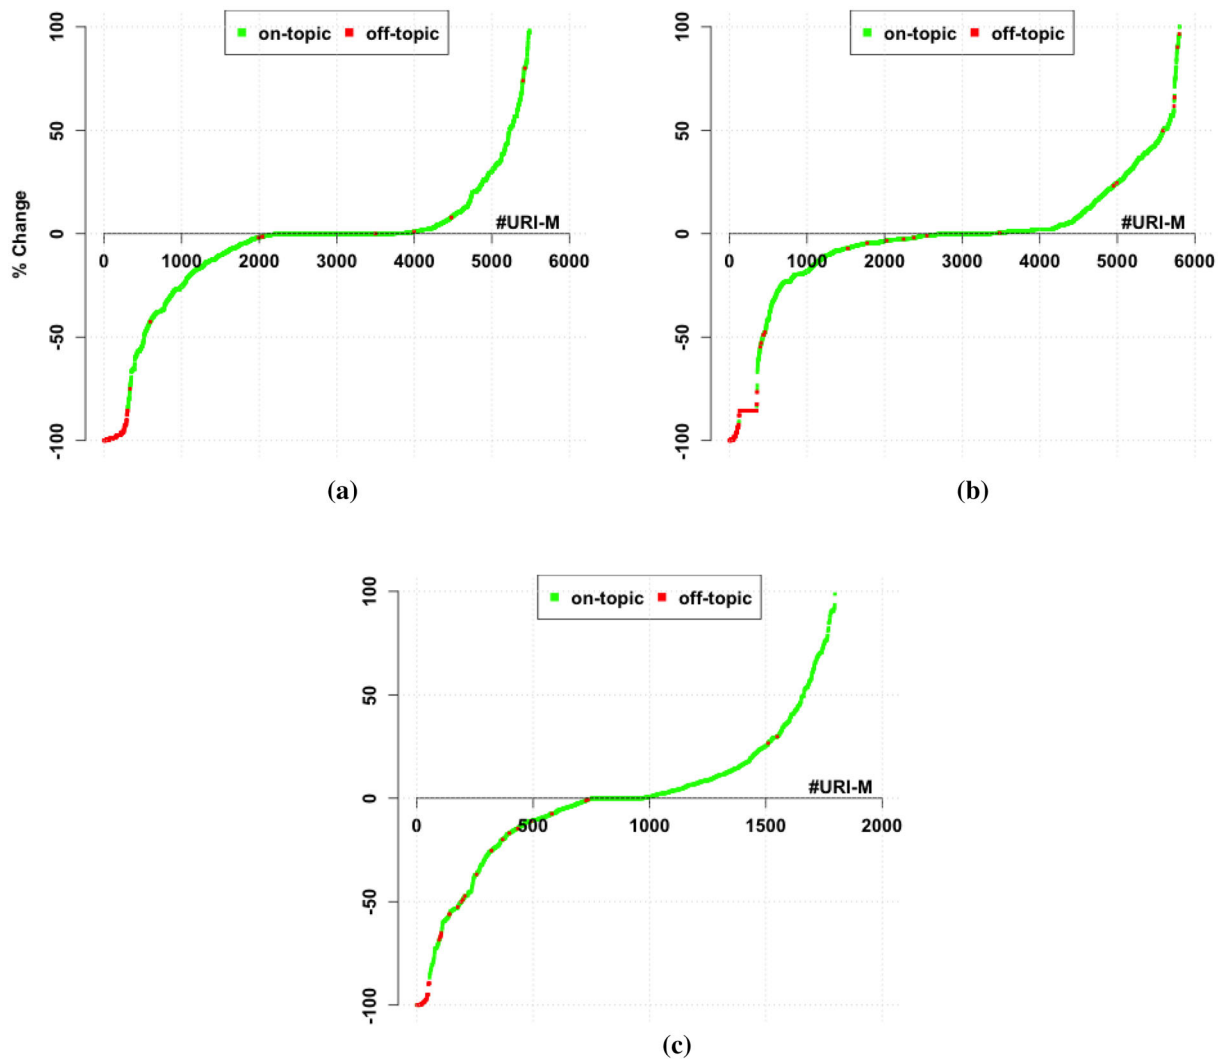 on-topic off-topic on-topic off-topic
100 100
50 50
% Change
#URI-M #URI-M
0 0
0 1000 2000 3000 4000 5000 6000 0 1000 2000 3000 4000 5000 6000
-50 -50
-100 -100
(a) (b)
on-topic off-topic
100
50
#URI-M
0
0 500 1000 1500 2000
-50
-100
(c)